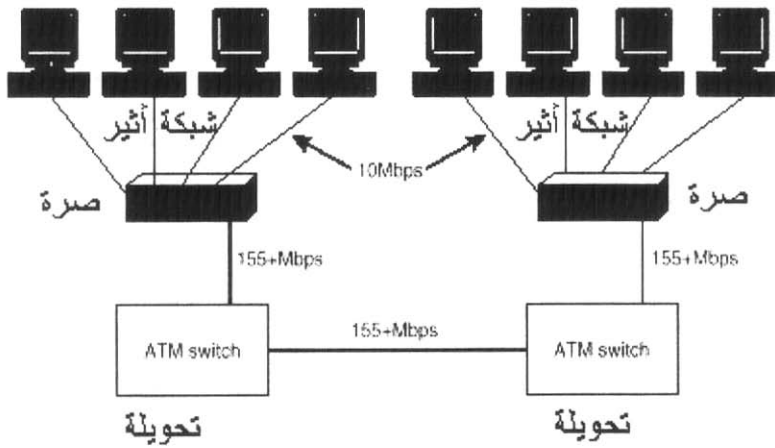 شبكة أثير
شبكة أثير
10Mbps
صرة
صرة
155+Mbps
155+Mbps
155+Mbps
ATM switch
ATM switch
تحويلة
تحويلة